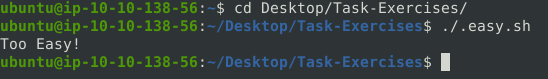 ubuntu@ip-10-10-138-56:~$ cd Desktop/Task-Exercises/
ubuntu@ip-10-10-138-56:~/Desktop/Task-Exercises$ ./.easy.sh
Too Easy!
ubuntu@ip-10-10-138-56:~/Desktop/Task-Exercises$